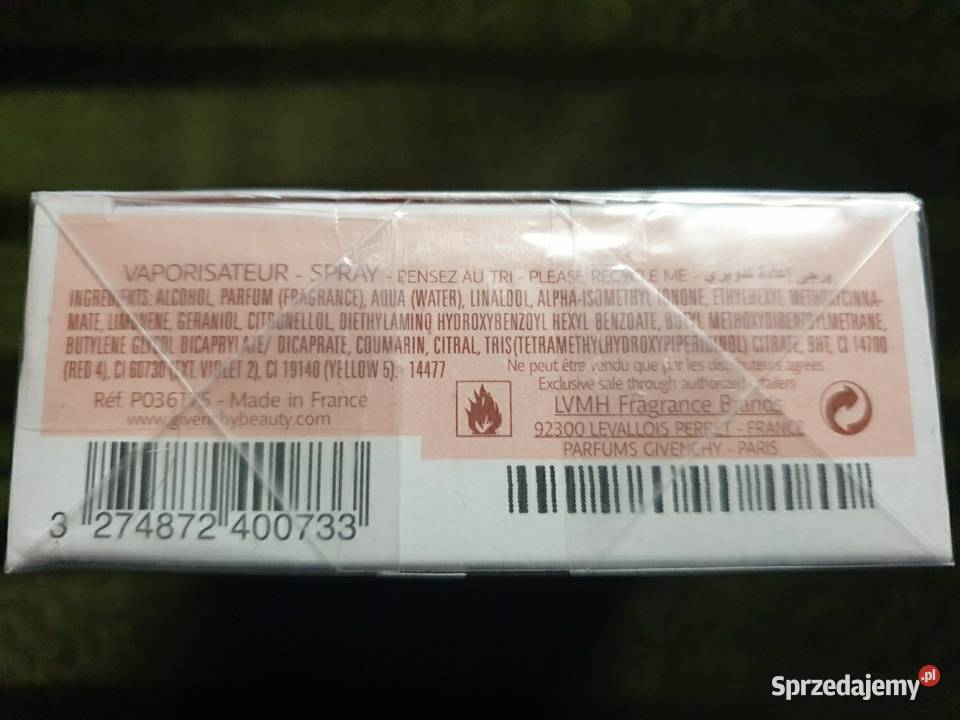 VAPORISATEUR - SPRAY - PENSEZ AU TRI - PLEASE RECYCLE ME - يرجى إعادة تدويري
INGREDIENTS: ALCOHOL, PARFUM (FRAGRANCE), AQUA (WATER), LINALOOL, ALPHA-ISOMETHYL IONONE, ETHYLHEXYL METHOXYCINNA-
MATE, LIMONENE, GERANIOL, CITRONELLOL, DIETHYLAMINO HYDROXYBENZOYL HEXYL BENZOATE, BUTYL METHOXYDIBENZOYLMETHANE,
BUTYLENE GLYCOL DICAPRYLATE/ DICAPRATE, COUMARIN, CITRAL, TRIS(TETRAMETHYLHYDROXYPIPERIDINOL) CITRATE, BHT, CI 14700
(RED 4), CI 60730 (EXT. VIOLET 2), CI 19140 (YELLOW 5). 14477
Ne peut être vendu que par les distributeurs agréés
Exclusive sale through authorized retailers
Réf. - Made in France
www.givenchybeauty.com
LVMH Fragrance Brands
92300 LEVALLOIS PERRET - FRANCE
PARFUMS GIVENCHY - PARIS
3 274872 400733
Sprzedajemy.pl